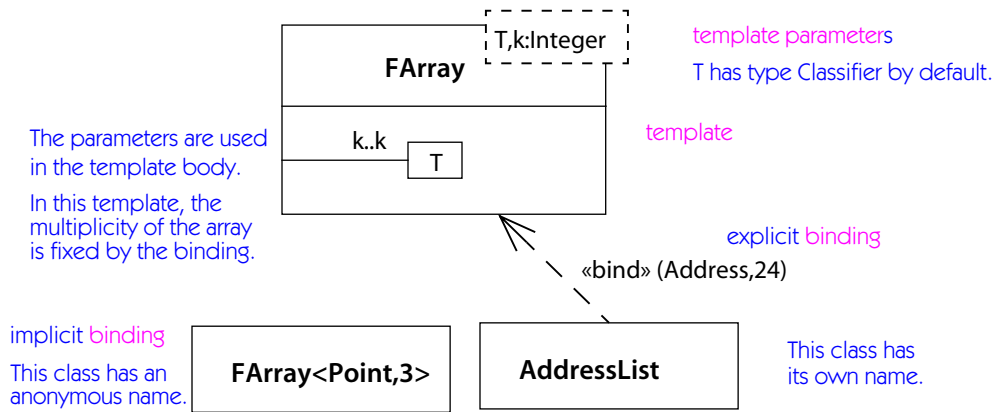 T,k:Integer
template parameters
FArray
T has type Classifier by default.
The parameters are used
in the template body.
k..k
T
template
In this template, the
multiplicity of the array
is fixed by the binding.
explicit binding
«bind» (Address,24)
implicit binding
This class has an
anonymous name.
FArray<Point,3>
AddressList
This class has
its own name.